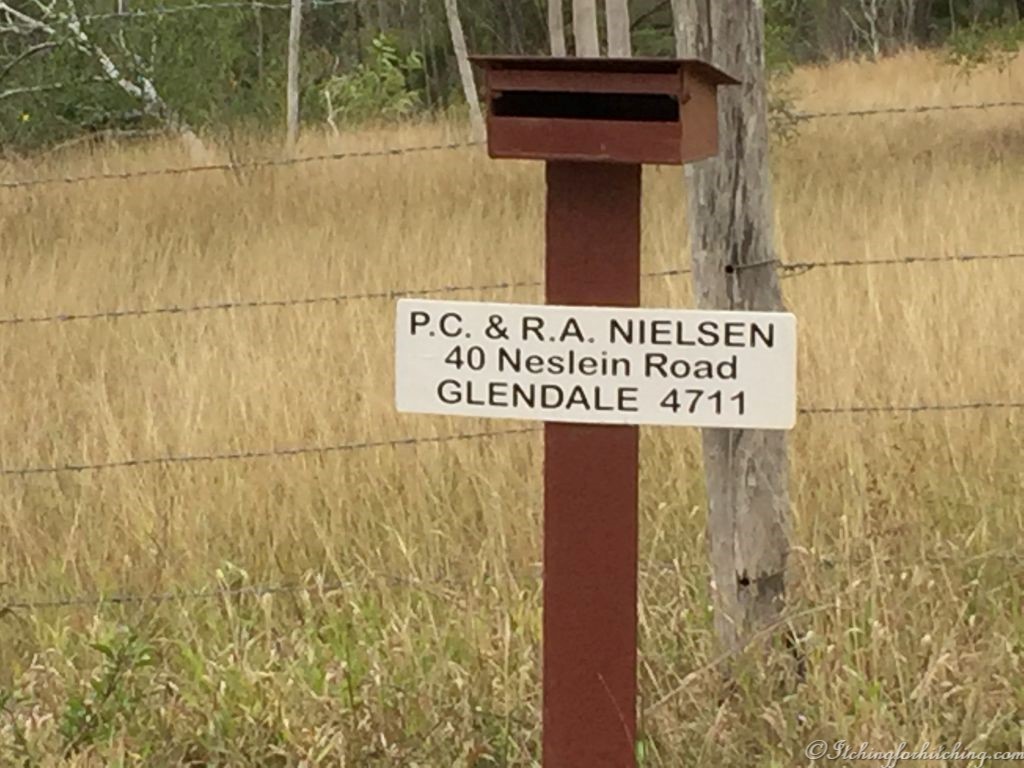 P.C. & R.A. NIELSEN
40 Neslein Road
GLENDALE 4711
© Itchingforhitching.com